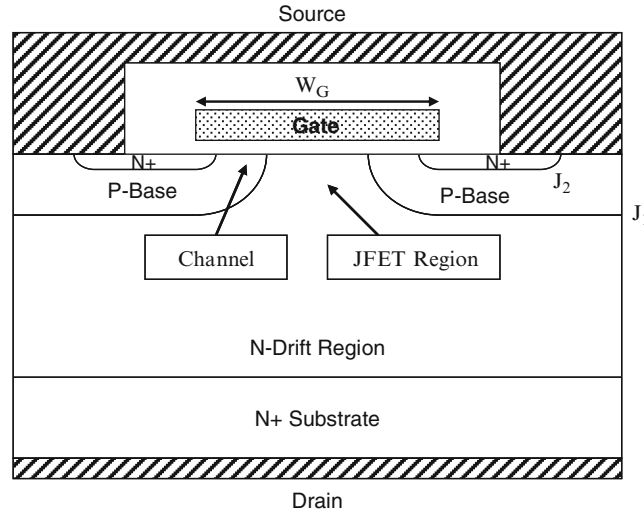 Source
W_G
Gate
N+
N+
P-Base
P-Base
J_2
J
Channel
JFET Region
N-Drift Region
N+ Substrate
Drain